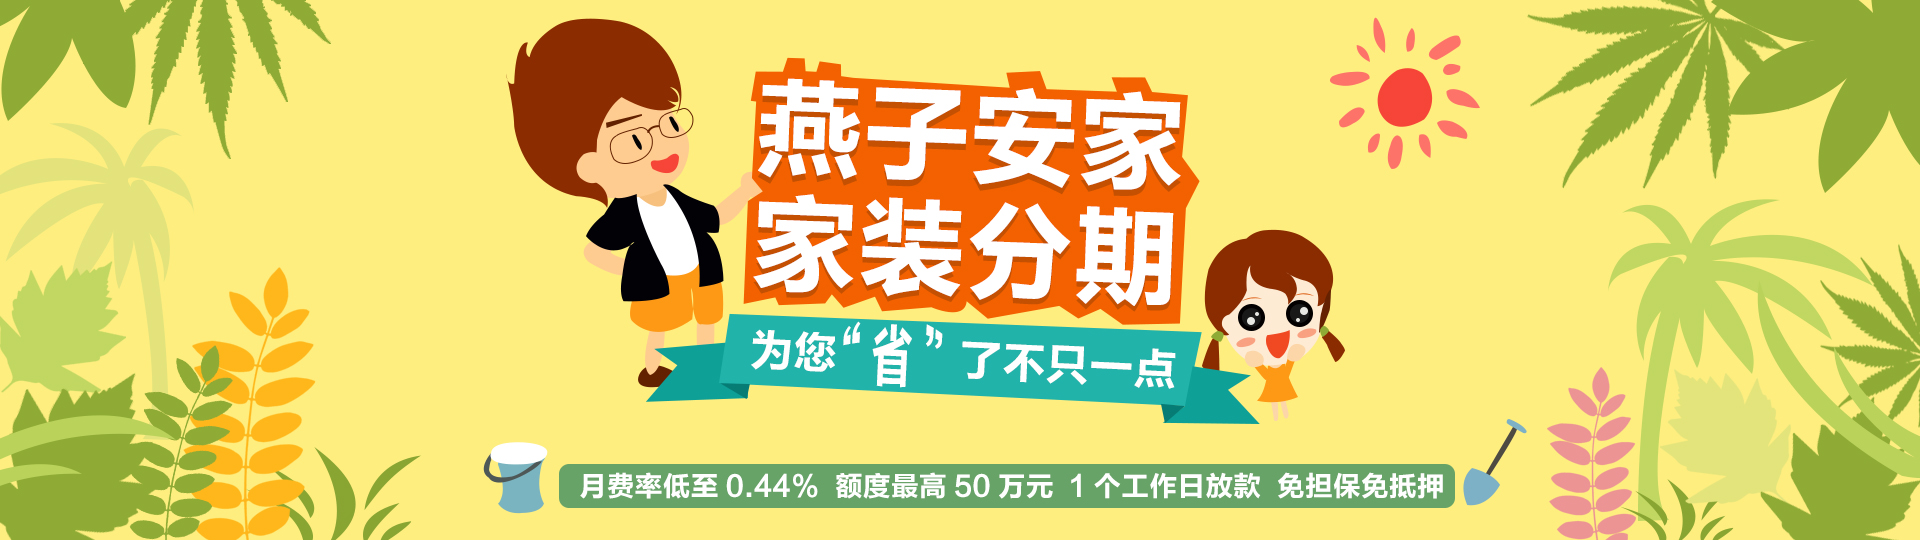 燕子安家
家装分期
为您“省”了不只一点
月费率低至 0.44% 额度最高 50 万元 1 个工作日放款 免担保免抵押